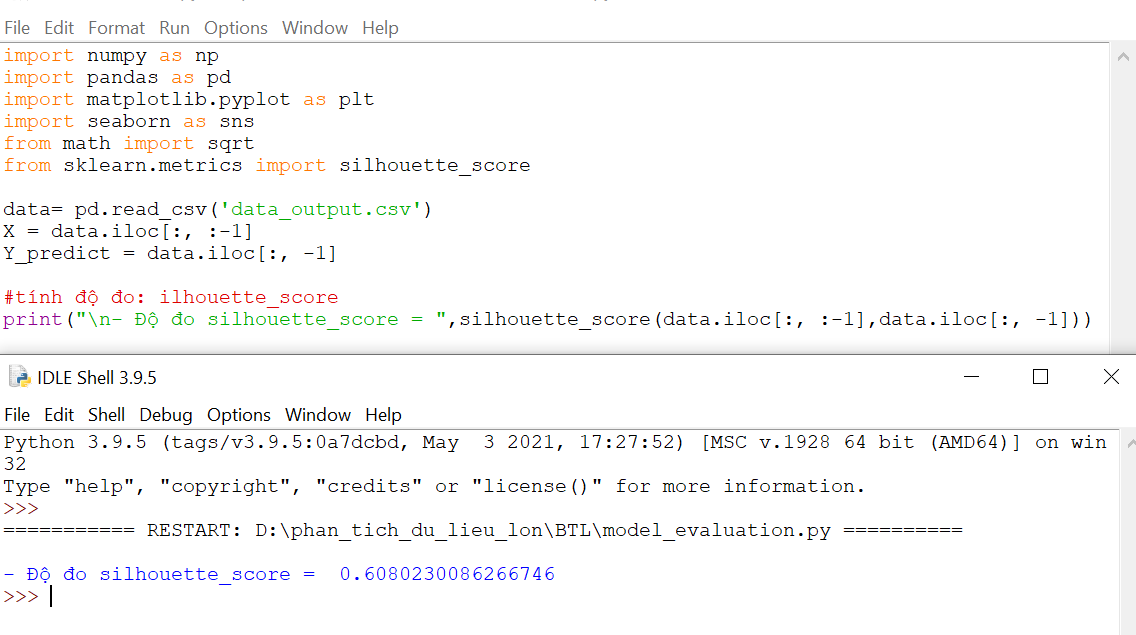 File Edit Format Run Options Window Help
import numpy as np
import pandas as pd
import matplotlib.pyplot as plt
import seaborn as sns
from math import sqrt
from sklearn.metrics import silhouette_score
data= pd.read_csv('data_output.csv')
X = data.iloc[:, :-1]
Y_predict = data.iloc[:, -1]
#tính độ đo: ilhouette_score
print("\n- Độ đo silhouette_score = ",silhouette_score(data.iloc[:, :-1],data.iloc[:, -1]))
IDLE Shell 3.9.5
File Edit Shell Debug Options Window Help
Python 3.9.5 (tags/v3.9.5:0a7dcbd, May  3 2021, 17:27:52) [MSC v.1928 64 bit (AMD64)] on win
32
Type "help", "copyright", "credits" or "license()" for more information.
>>>
=========== RESTART: D:\phan_tich_du_lieu_lon\BTL\model_evaluation.py ==========
- Độ đo silhouette_score =  0.6080230086266746
>>>